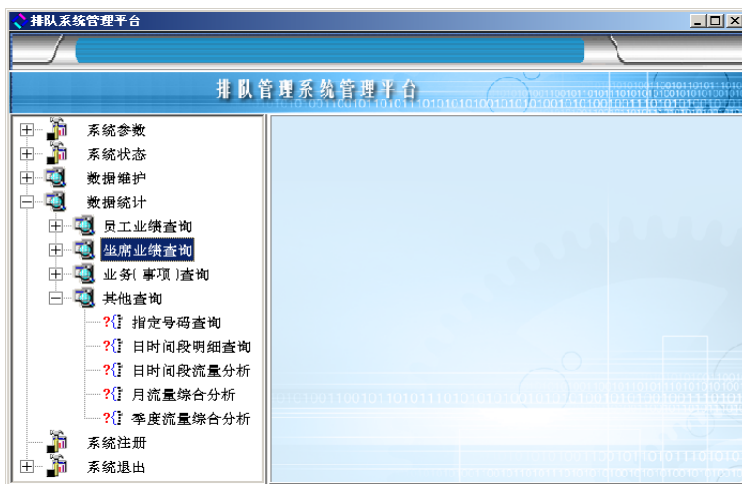 排队系统管理平台
排队管理系统管理平台
系统参数
系统状态
数据维护
数据统计
员工业绩查询
坐席业绩查询
业务(事项)查询
其他查询
指定号码查询
日时间段明细查询
日时间段流量分析
月流量综合分析
季度流量综合分析
系统注册
系统退出